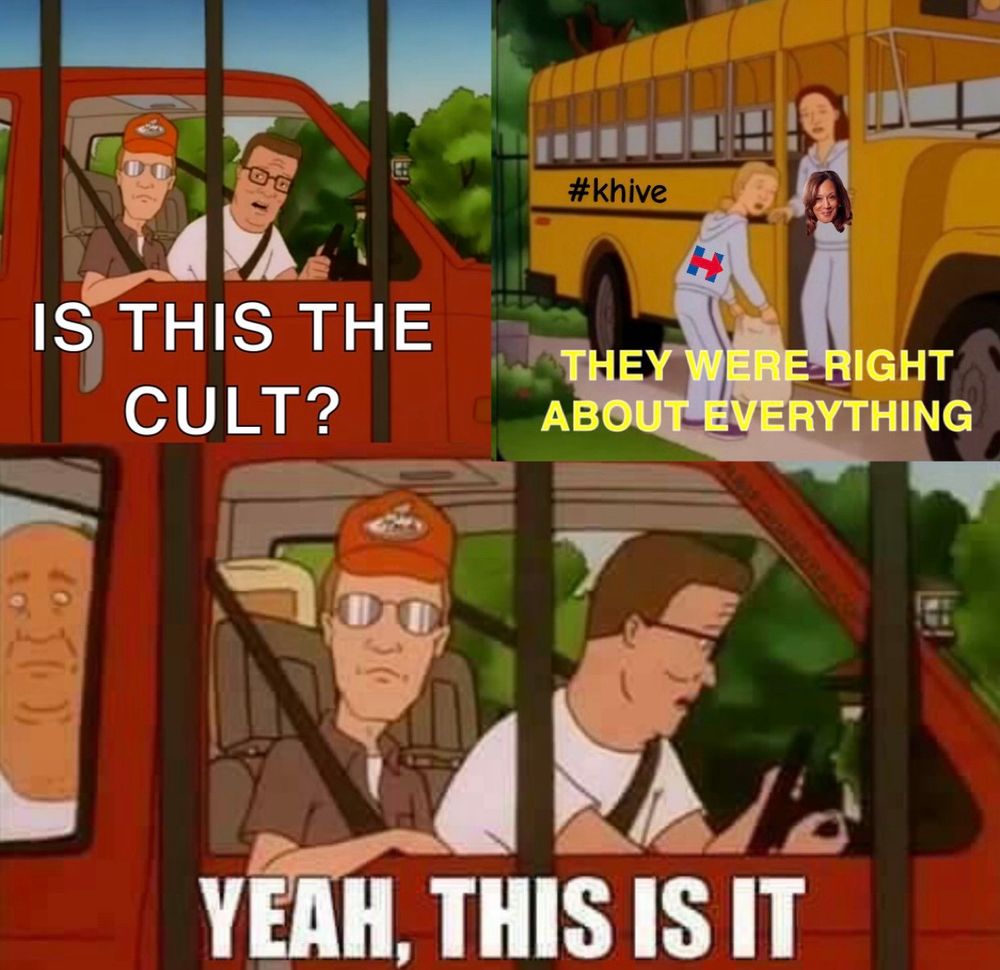 IS THIS THE
CULT?
#khive
H
THEY WERE RIGHT
ABOUT EVERYTHING
YEAH, THIS IS IT